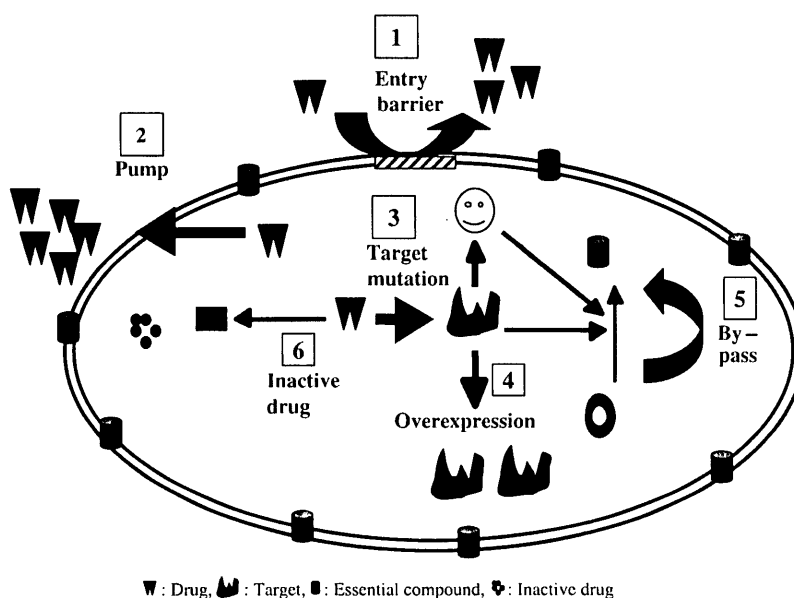 1
Entry
barrier
2
Pump
3
Target
mutation
5
By –
pass
6
Inactive
drug
4
Overexpression
: Drug, : Target, : Essential compound, : Inactive drug